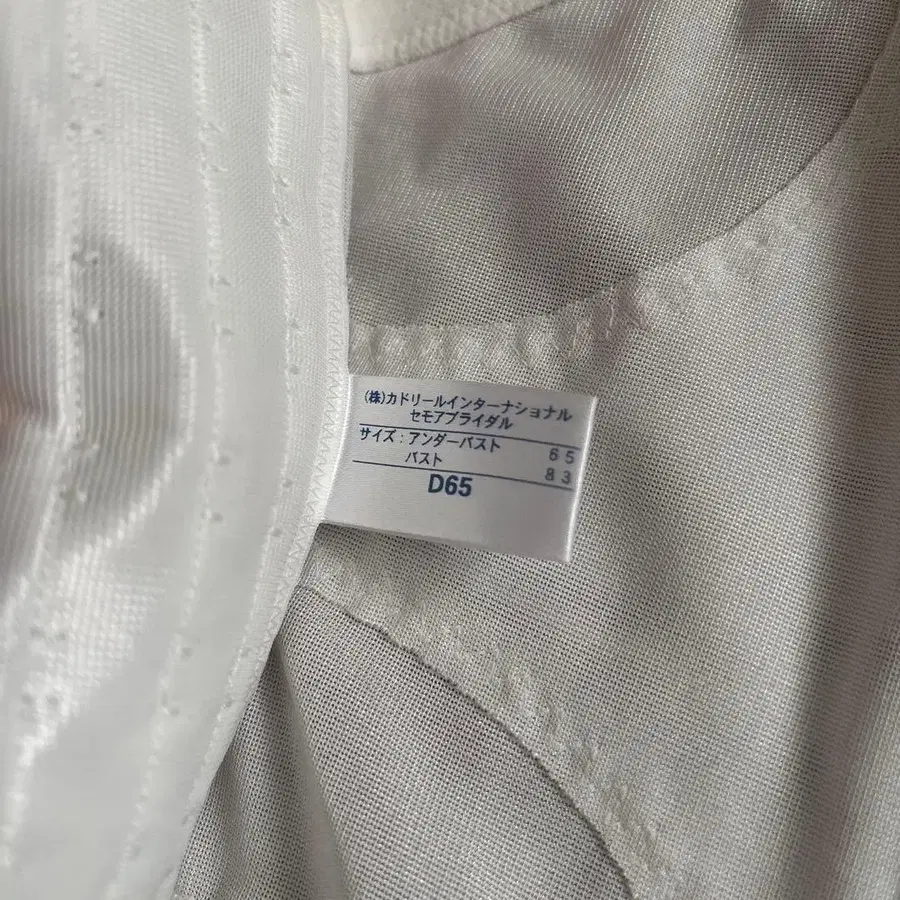 (株)カドリールインターナショナル
セモアブライダル
サイズ：アンダーバスト 65
バスト 83
D65